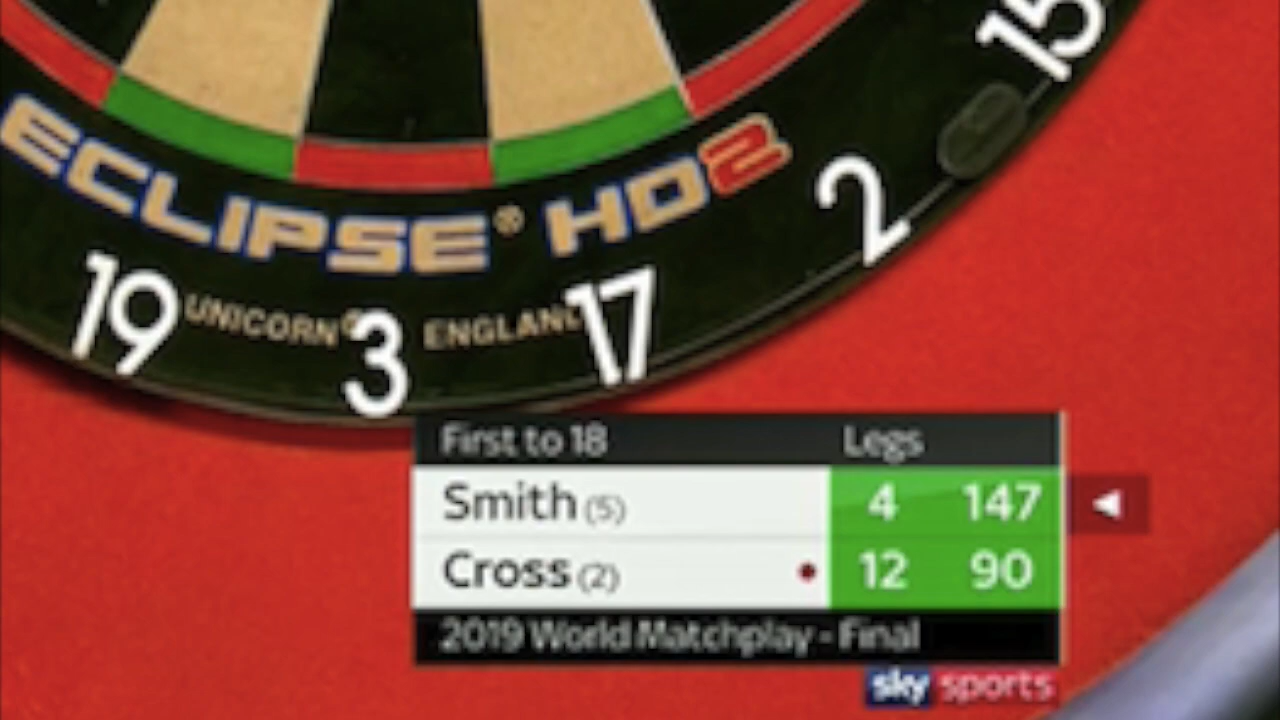 15
ECLIPSE® HD2
2
19 UNICORN® 3 ENGLAND 17
First to 18 Legs
Smith (5) 4 147
Cross (2) 12 90
2019 World Matchplay - Final
sky sports